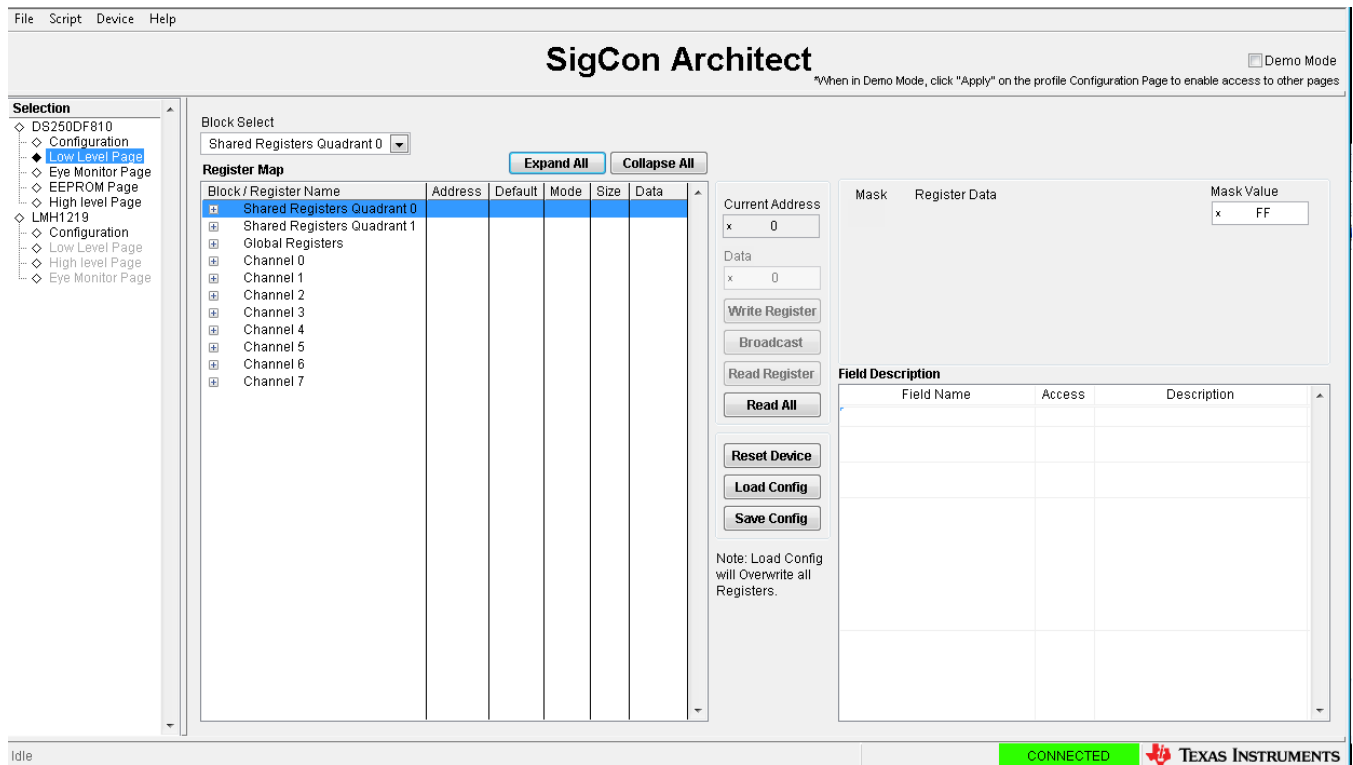 File Script Device Help
SigCon Architect
Demo Mode
*When in Demo Mode, click "Apply" on the profile Configuration Page to enable access to other pages
Selection
DS250DF810
Configuration
Low Level Page
Eye Monitor Page
EEPROM Page
High level Page
LMH1219
Configuration
Low Level Page
High level Page
Eye Monitor Page
Block Select
Shared Registers Quadrant 0
Register Map
Expand All
Collapse All
Block / Register Name Address Default Mode Size Data
Shared Registers Quadrant 0
Shared Registers Quadrant 1
Global Registers
Channel 0
Channel 1
Channel 2
Channel 3
Channel 4
Channel 5
Channel 6
Channel 7
Current Address
x 0
Data
x 0
Write Register
Broadcast
Read Register
Read All
Reset Device
Load Config
Save Config
Note: Load Config
will Overwrite all
Registers.
Mask Register Data Mask Value
x FF
Field Description
Field Name Access Description
Idle
CONNECTED
TEXAS INSTRUMENTS